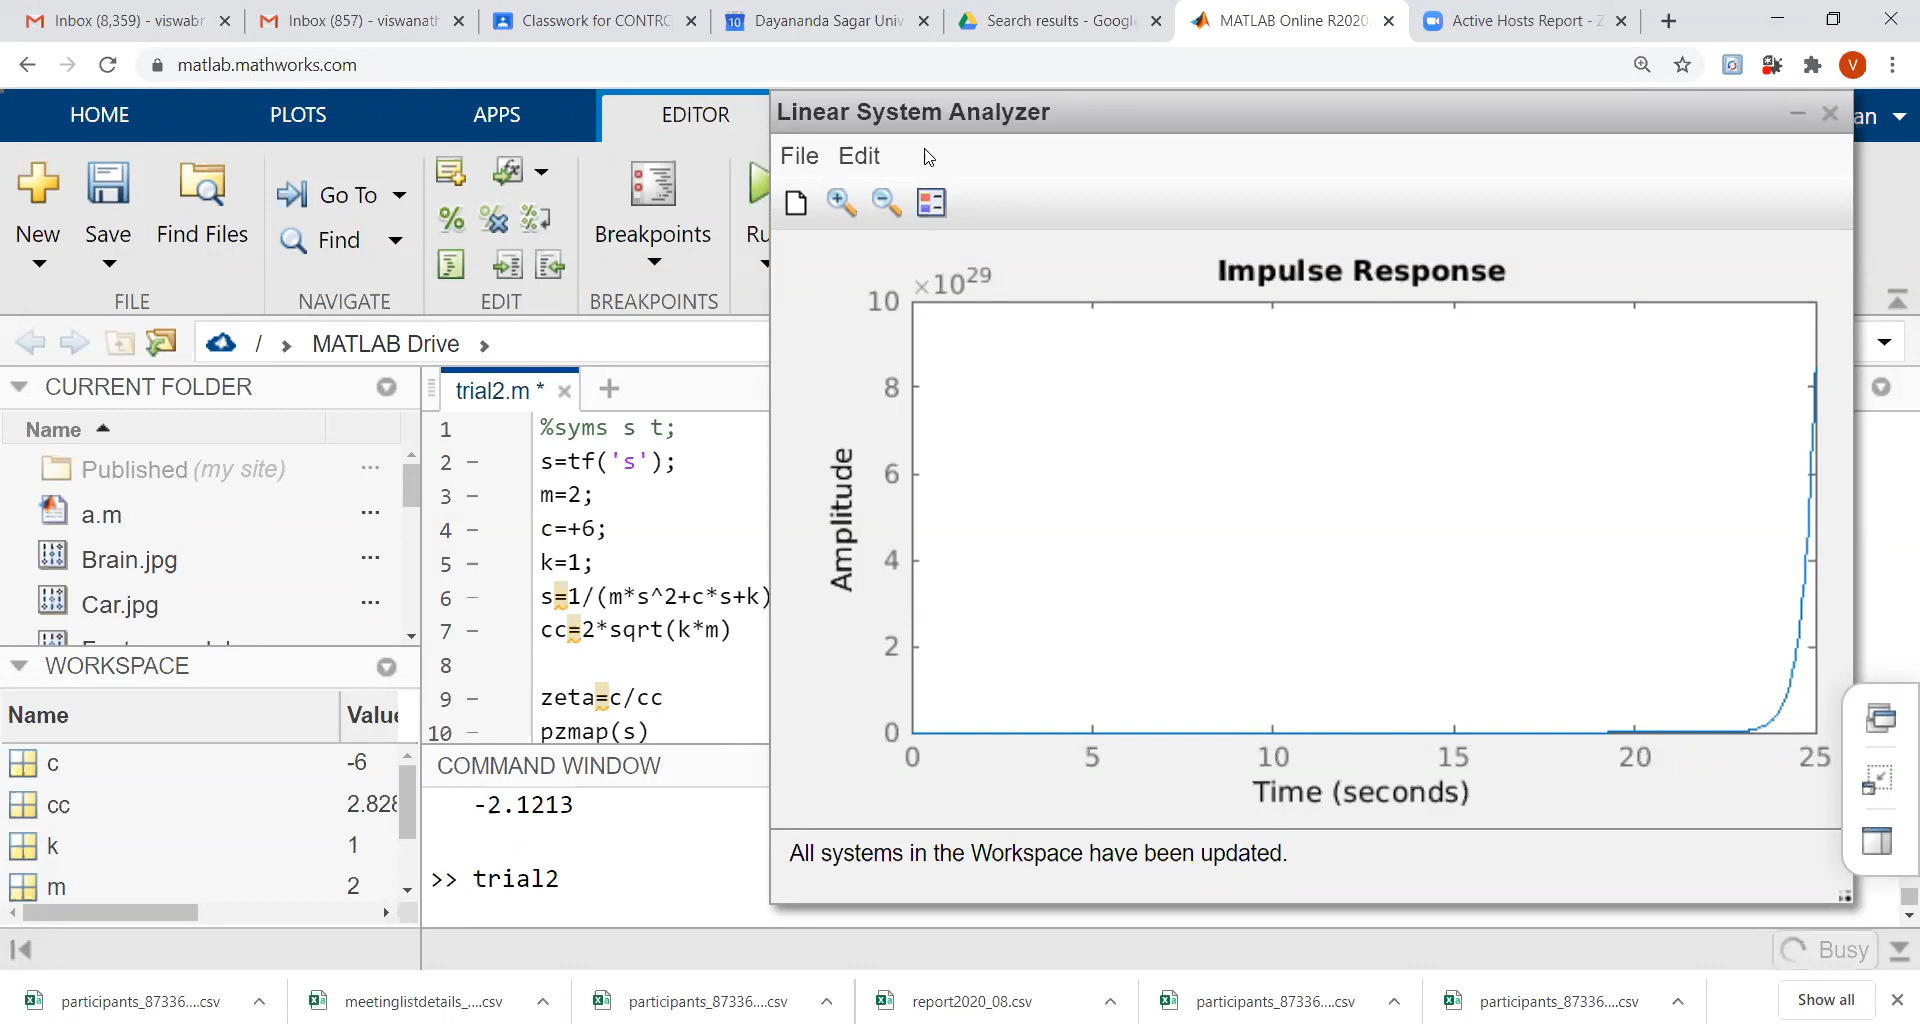 Inbox (8,359) - viswabr
Inbox (857) - viswanath
Classwork for CONTRO
10 Dayananda Sagar Univ
Search results - Google
MATLAB Online R2020
Active Hosts Report - Z
matlab.mathworks.com
V
HOME PLOTS APPS EDITOR
an
New
Save
Find Files
Go To
Find
Breakpoints
Ru
FILE NAVIGATE EDIT BREAKPOINTS
/ MATLAB Drive
CURRENT FOLDER
Name
Published (my site)
a.m
Brain.jpg
Car.jpg
WORKSPACE
Name Value
c -6
cc 2.828
k 1
m 2
trial2.m *
1 %syms s t;
2 - s=tf('s');
3 - m=2;
4 - c=+6;
5 - k=1;
6 - s=1/(m*s^2+c*s+k)
7 - cc=2*sqrt(k*m)
8
9 - zeta=c/cc
10 - pzmap(s)
COMMAND WINDOW
-2.1213
>> trial2
Linear System Analyzer
File Edit
Impulse Response
×10^29
10
8
6
4
2
0
Amplitude
0 5 10 15 20 25
Time (seconds)
All systems in the Workspace have been updated.
Busy
participants_87336....csv
meetinglistdetails_....csv
participants_87336....csv
report2020_08.csv
participants_87336....csv
participants_87336....csv
Show all